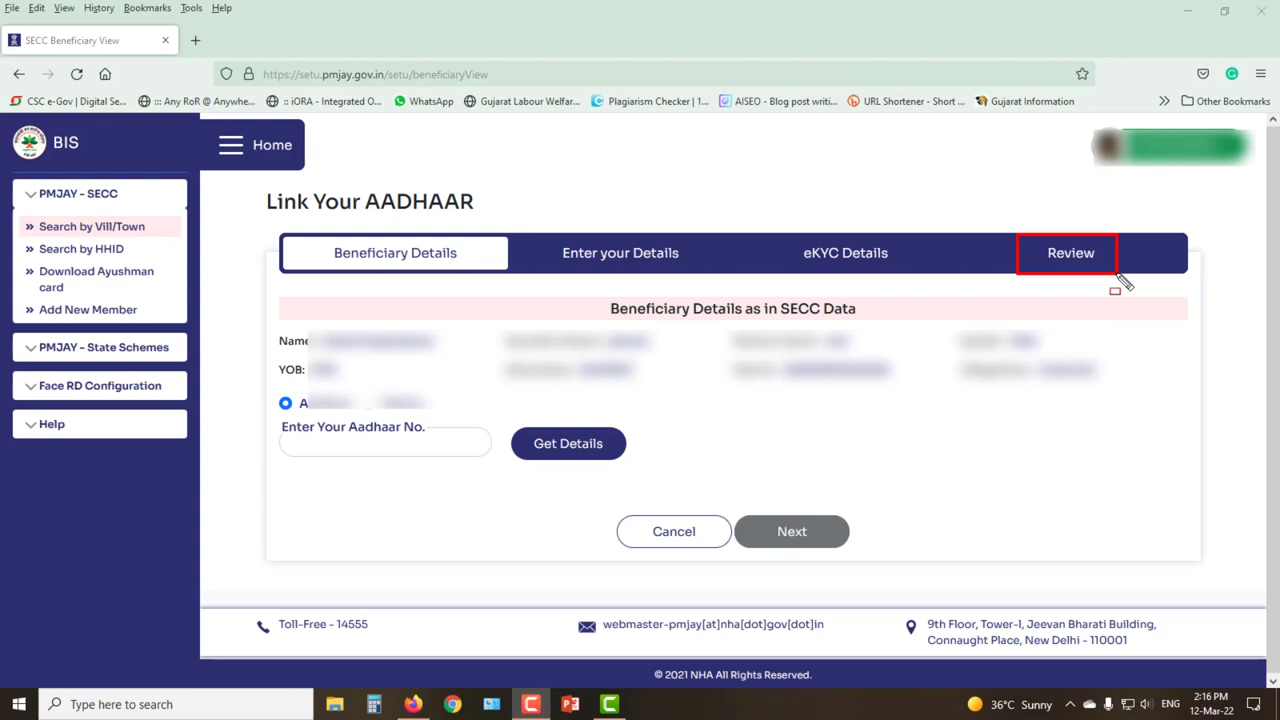 File Edit View History Bookmarks Tools Help
SECC Beneficiary View
https://setu.pmjay.gov.in/setu/beneficiaryView
CSC e-Gov | Digital Se...
::: Any RoR @ Anywhe...
:: iORA - Integrated O...
WhatsApp
Gujarat Labour Welfar...
Plagiarism Checker | 1...
AISEO - Blog post writi...
URL Shortener - Short ...
Gujarat Information
Other Bookmarks
BIS
Home
PMJAY - SECC
Search by Vill/Town
Search by HHID
Download Ayushman
card
Add New Member
PMJAY - State Schemes
Face RD Configuration
Help
Link Your AADHAAR
Beneficiary Details
Enter your Details
eKYC Details
Review
Beneficiary Details as in SECC Data
Name
YOB:
Enter Your Aadhaar No.
Get Details
Cancel
Next
Toll-Free - 14555
webmaster-pmjay[at]nha[dot]gov[dot]in
9th Floor, Tower-l, Jeevan Bharati Building,
Connaught Place, New Delhi - 110001
© 2021 NHA All Rights Reserved.
Type here to search
36°C Sunny
ENG
2:16 PM
12-Mar-22